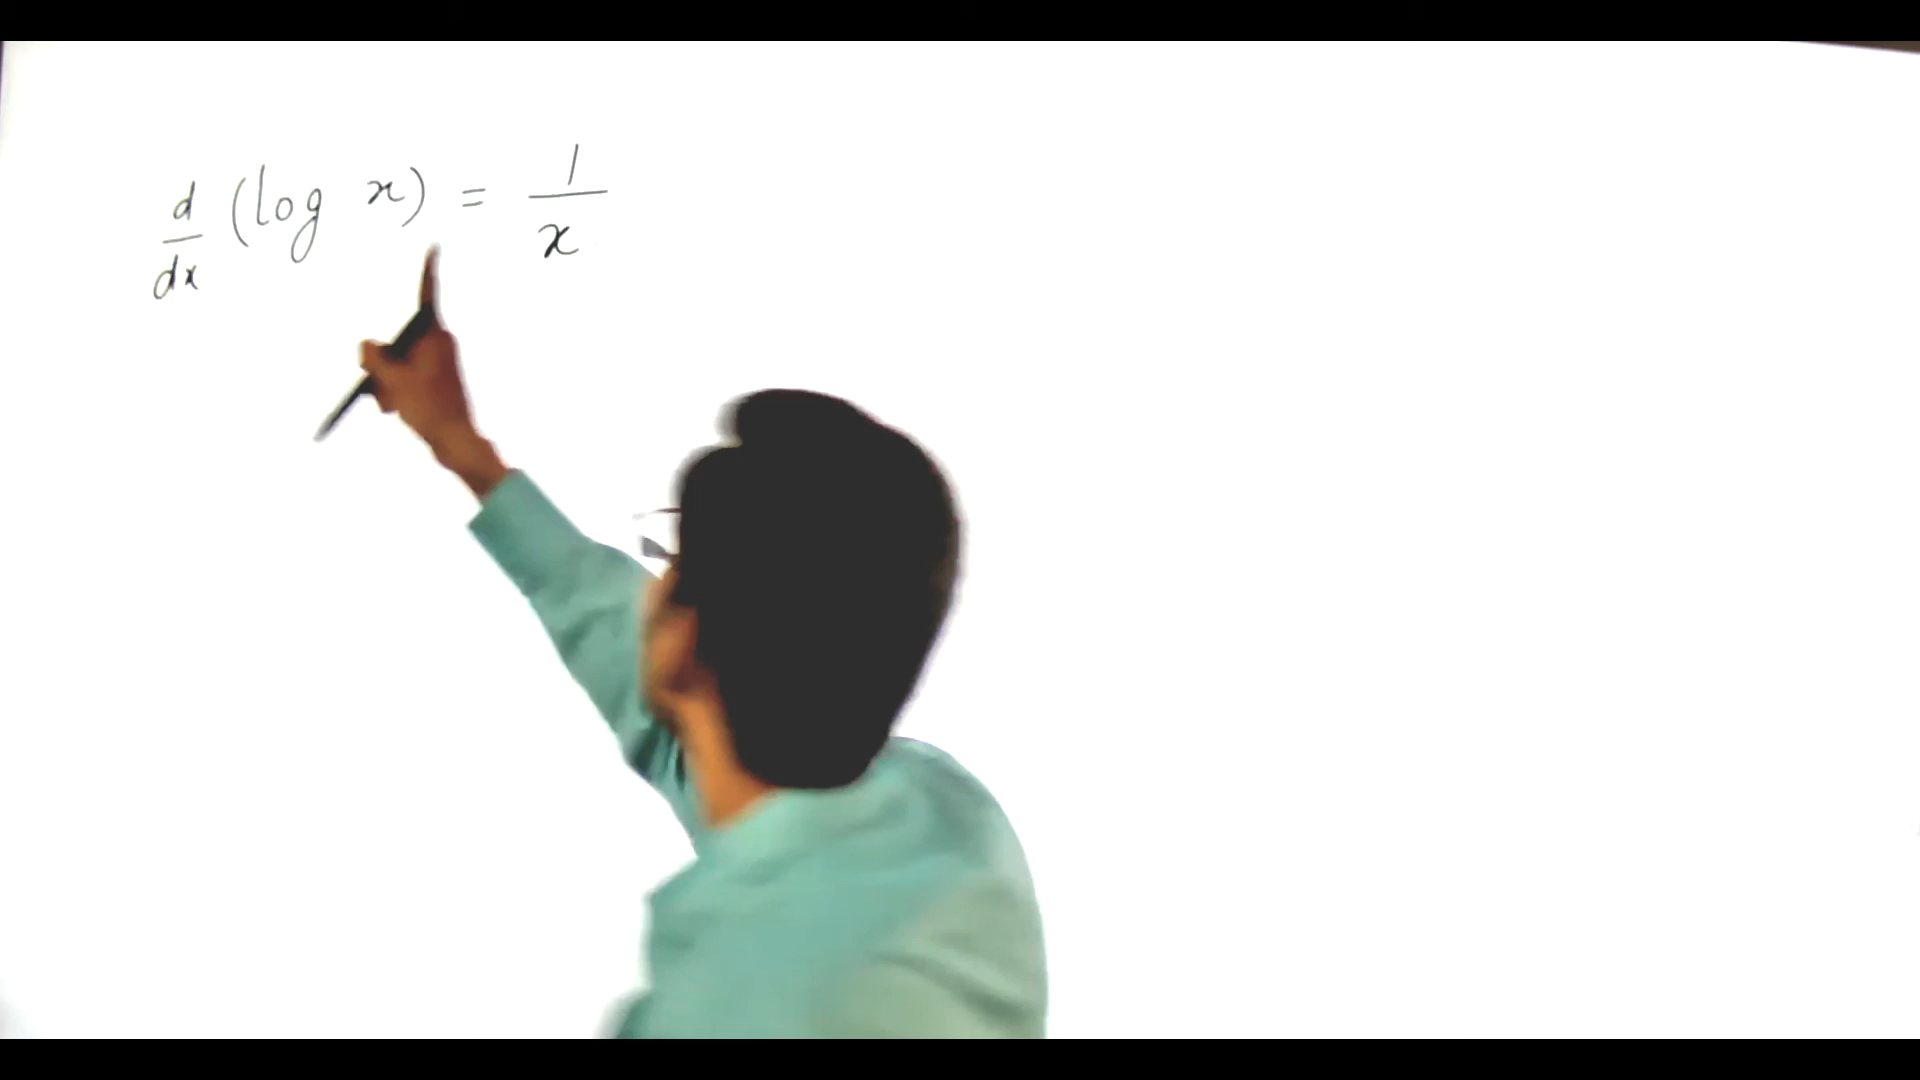 d/dx (log x) = 1/x